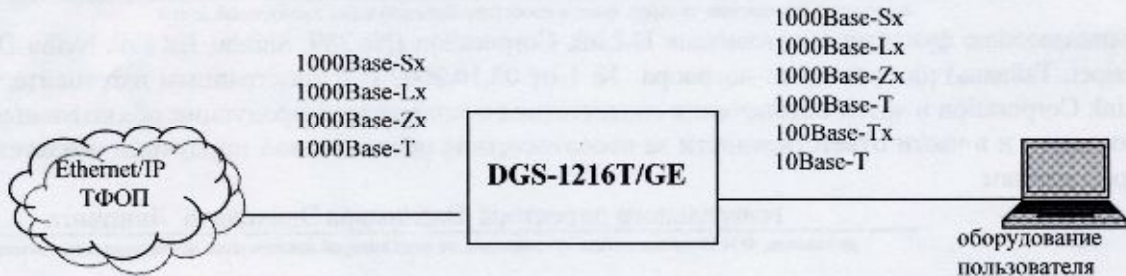 1000Base-Sx
1000Base-Lx
1000Base-Zx
1000Base-T
Ethernet/IP
ТФОП
DGS-1216T/GE
1000Base-Sx
1000Base-Lx
1000Base-Zx
1000Base-T
100Base-Tx
10Base-T
оборудование
пользователя